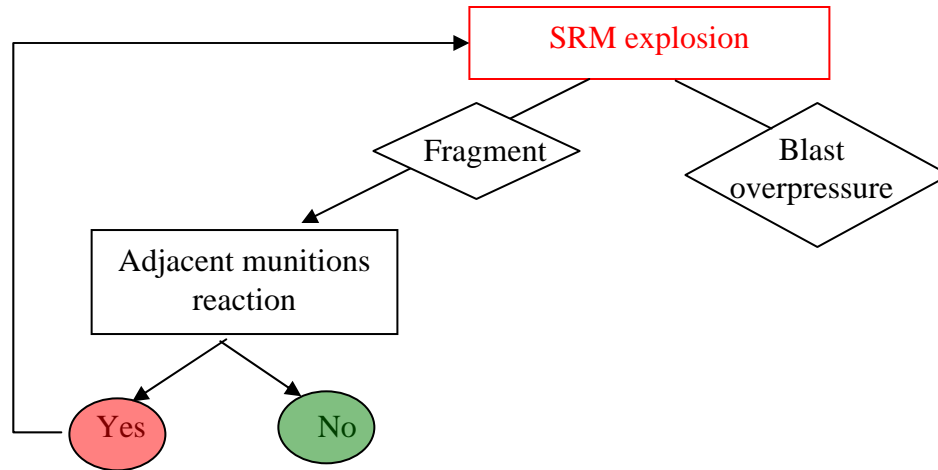 SRM explosion
Fragment
Blast
overpressure
Adjacent munitions
reaction
Yes
No